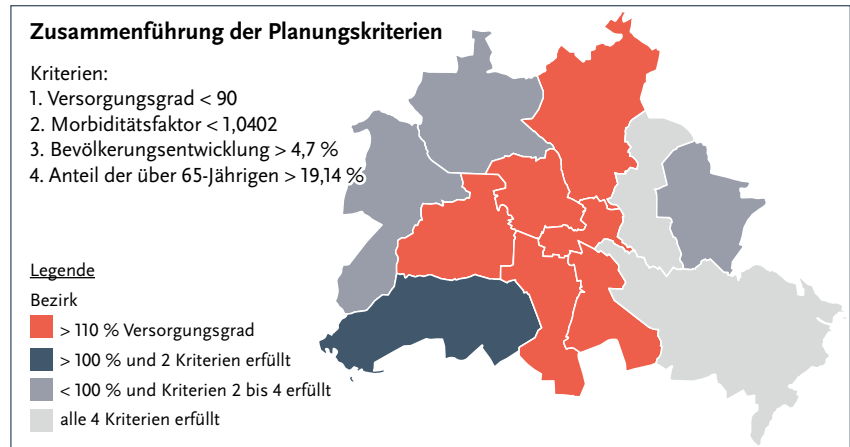 Zusammenführung der Planungskriterien
Kriterien:
1. Versorgungsgrad < 90
2. Morbiditätsfaktor < 1,0402
3. Bevölkerungsentwicklung > 4,7 %
4. Anteil der über 65-Jährigen > 19,14 %
Legende
Bezirk
> 110 % Versorgungsgrad
> 100 % und 2 Kriterien erfüllt
< 100 % und Kriterien 2 bis 4 erfüllt
alle 4 Kriterien erfüllt